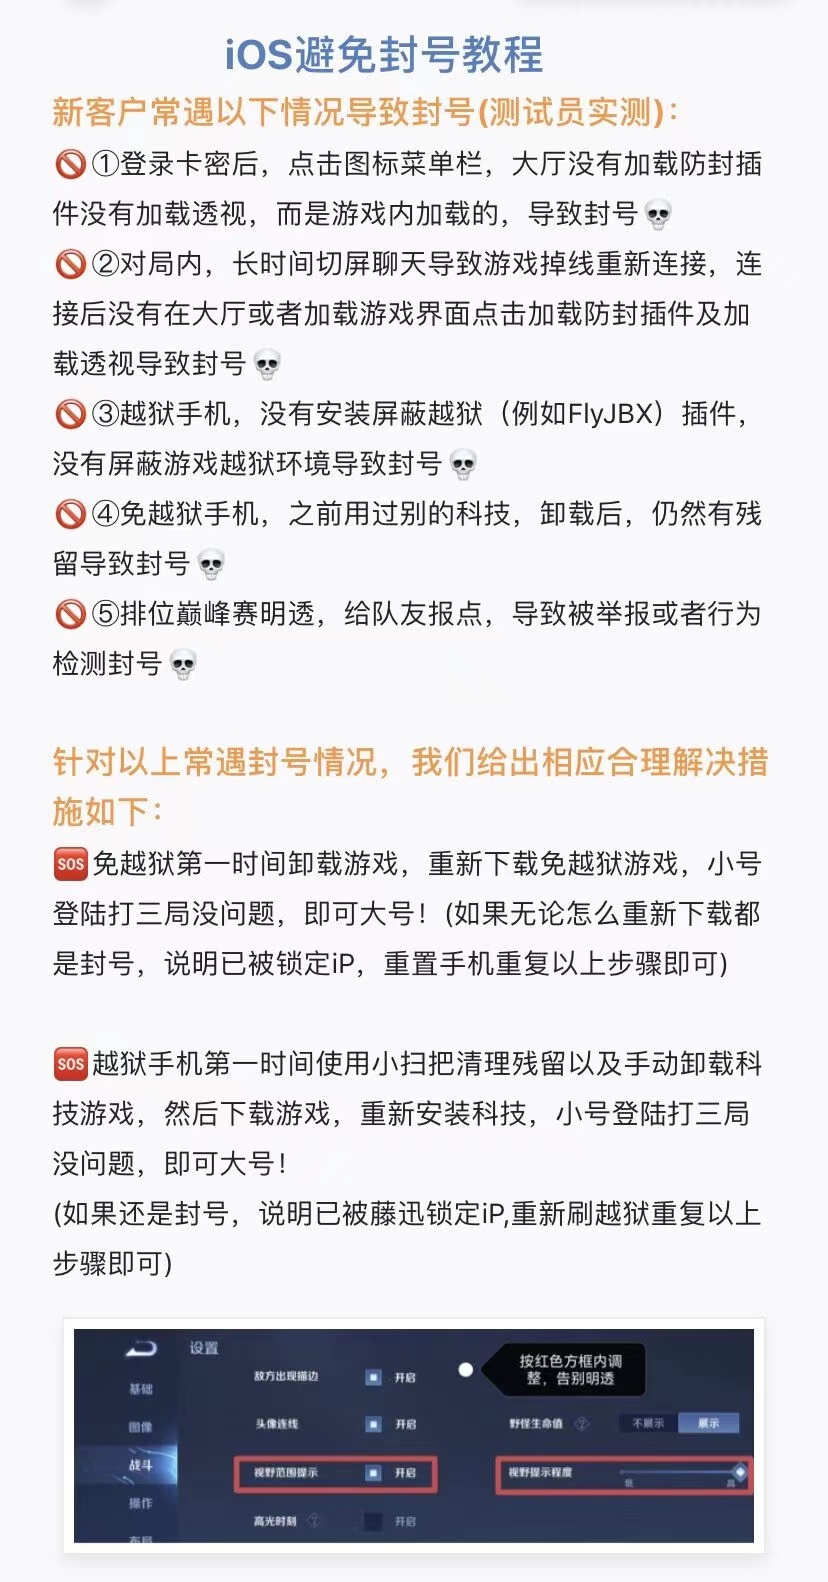 iOS避免封号教程
新客户常遇以下情况导致封号(测试员实测)：
🚫①登录卡密后，点击图标菜单栏，大厅没有加载防封插
件没有加载透视，而是游戏内加载的，导致封号💀
🚫②对局内，长时间切屏聊天导致游戏掉线重新连接，连
接后没有在大厅或者加载游戏界面点击加载防封插件及加
载透视导致封号💀
🚫③越狱手机，没有安装屏蔽越狱（例如FlyJBX）插件，
没有屏蔽游戏越狱环境导致封号💀
🚫④免越狱手机，之前用过别的科技，卸载后，仍然有残
留导致封号💀
🚫⑤排位巅峰赛明透，给队友报点，导致被举报或者行为
检测封号💀
针对以上常遇封号情况，我们给出相应合理解决措
施如下：
🆘免越狱第一时间卸载游戏，重新下载免越狱游戏，小号
登陆打三局没问题，即可大号！(如果无论怎么重新下载都
是封号，说明已被锁定iP，重置手机重复以上步骤即可)
🆘越狱手机第一时间使用小扫把清理残留以及手动卸载科
技游戏，然后下载游戏，重新安装科技，小号登陆打三局
没问题，即可大号！
(如果还是封号，说明已被藤迅锁定iP,重新刷越狱重复以上
步骤即可)
设置
按红色方框内调
整，告别明透
基础
敌方出现描边 开启
图像
头像连线 开启
野怪生命值 不展示 展示
战斗
视野范围提示 开启
视野提示程度
低 高
操作
高光时刻 开启
布局